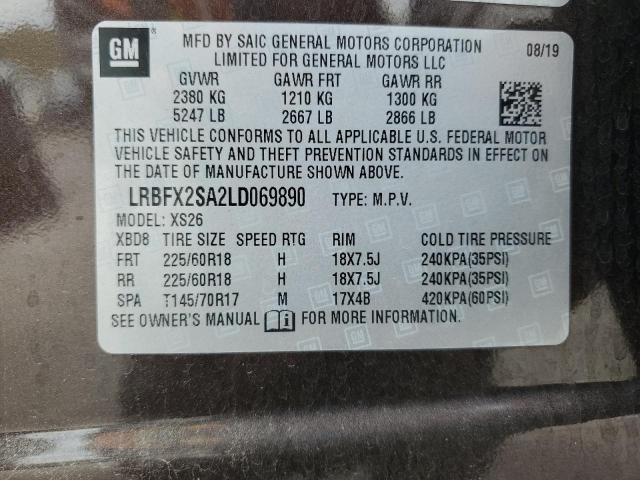 GM
MFD BY SAIC GENERAL MOTORS CORPORATION 08/19
LIMITED FOR GENERAL MOTORS LLC
GVWR GAWR FRT GAWR RR
2380 KG 1210 KG 1300 KG
5247 LB 2667 LB 2866 LB
THIS VEHICLE CONFORMS TO ALL APPLICABLE U.S. FEDERAL MOTOR
VEHICLE SAFETY AND THEFT PREVENTION STANDARDS IN EFFECT ON
THE DATE OF MANUFACTURE SHOWN ABOVE.
LRBFX2SA2LD069890 TYPE: M.P.V.
MODEL: XS26
XBD8 TIRE SIZE SPEED RTG RIM COLD TIRE PRESSURE
FRT 225/60R18 H 18X7.5J 240KPA(35PSI)
RR 225/60R18 H 18X7.5J 240KPA(35PSI)
SPA T145/70R17 M 17X4B 420KPA(60PSI)
SEE OWNER'S MANUAL FOR MORE INFORMATION.